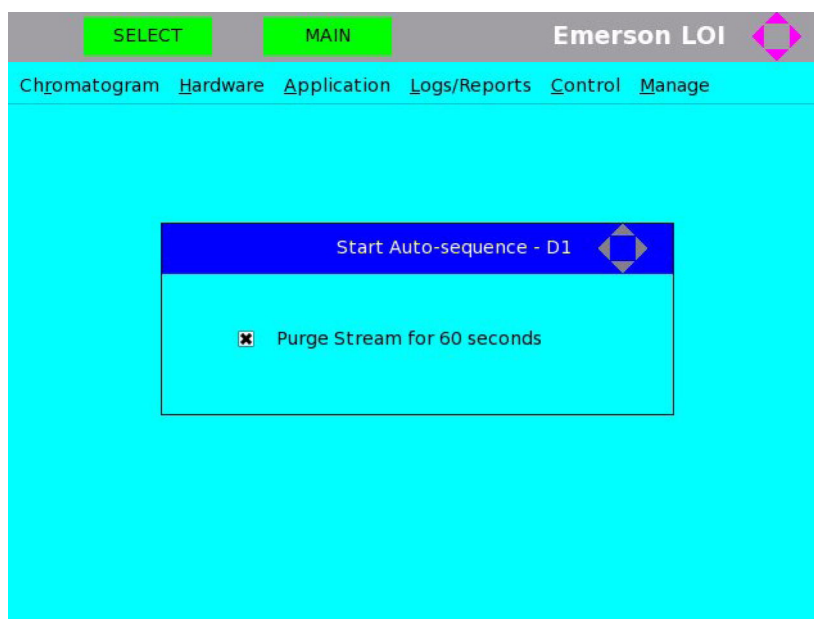 SELECT MAIN Emerson LOI
Chromatogram Hardware Application Logs/Reports Control Manage
Start Auto-sequence - D1
Purge Stream for 60 seconds